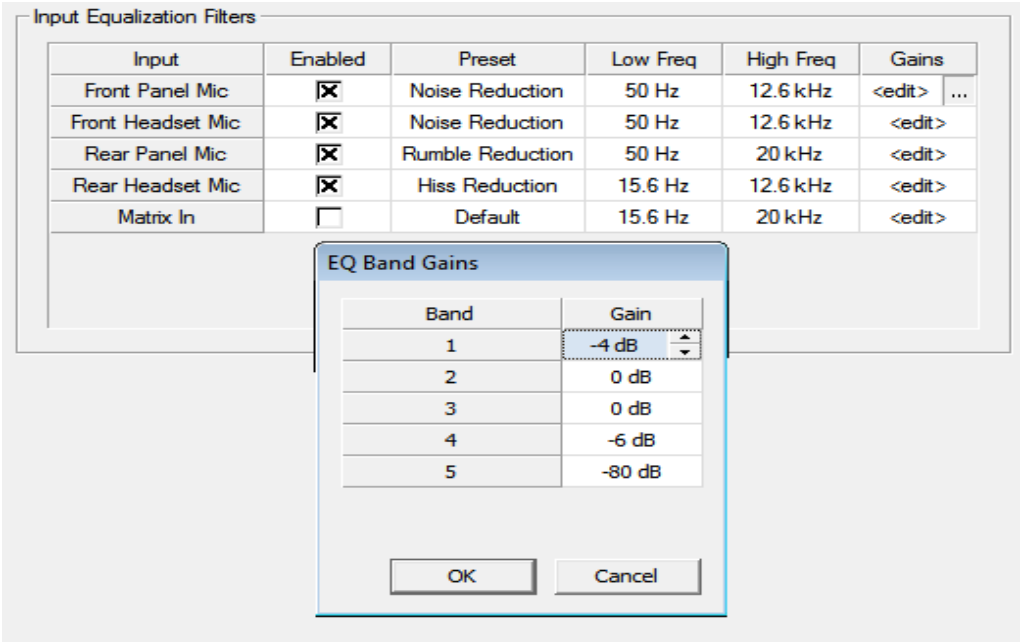 Input Equalization Filters
Input Enabled Preset Low Freq High Freq Gains
Front Panel Mic Noise Reduction 50 Hz 12.6 kHz <edit> ...
Front Headset Mic Noise Reduction 50 Hz 12.6 kHz <edit>
Rear Panel Mic Rumble Reduction 50 Hz 20 kHz <edit>
Rear Headset Mic Hiss Reduction 15.6 Hz 12.6 kHz <edit>
Matrix In Default 15.6 Hz 20 kHz <edit>
EQ Band Gains
Band Gain
1 -4 dB
2 0 dB
3 0 dB
4 -6 dB
5 -80 dB
OK Cancel